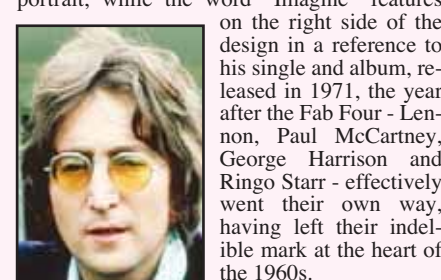 portrait, while the word "Imagine" features
on the right side of the
design in a reference to
his single and album, re-
leased in 1971, the year
after the Fab Four - Len-
non, Paul McCartney,
George Harrison and
Ringo Starr - effectively
went their own way,
having left their indel-
ible mark at the heart of
the 1960s.